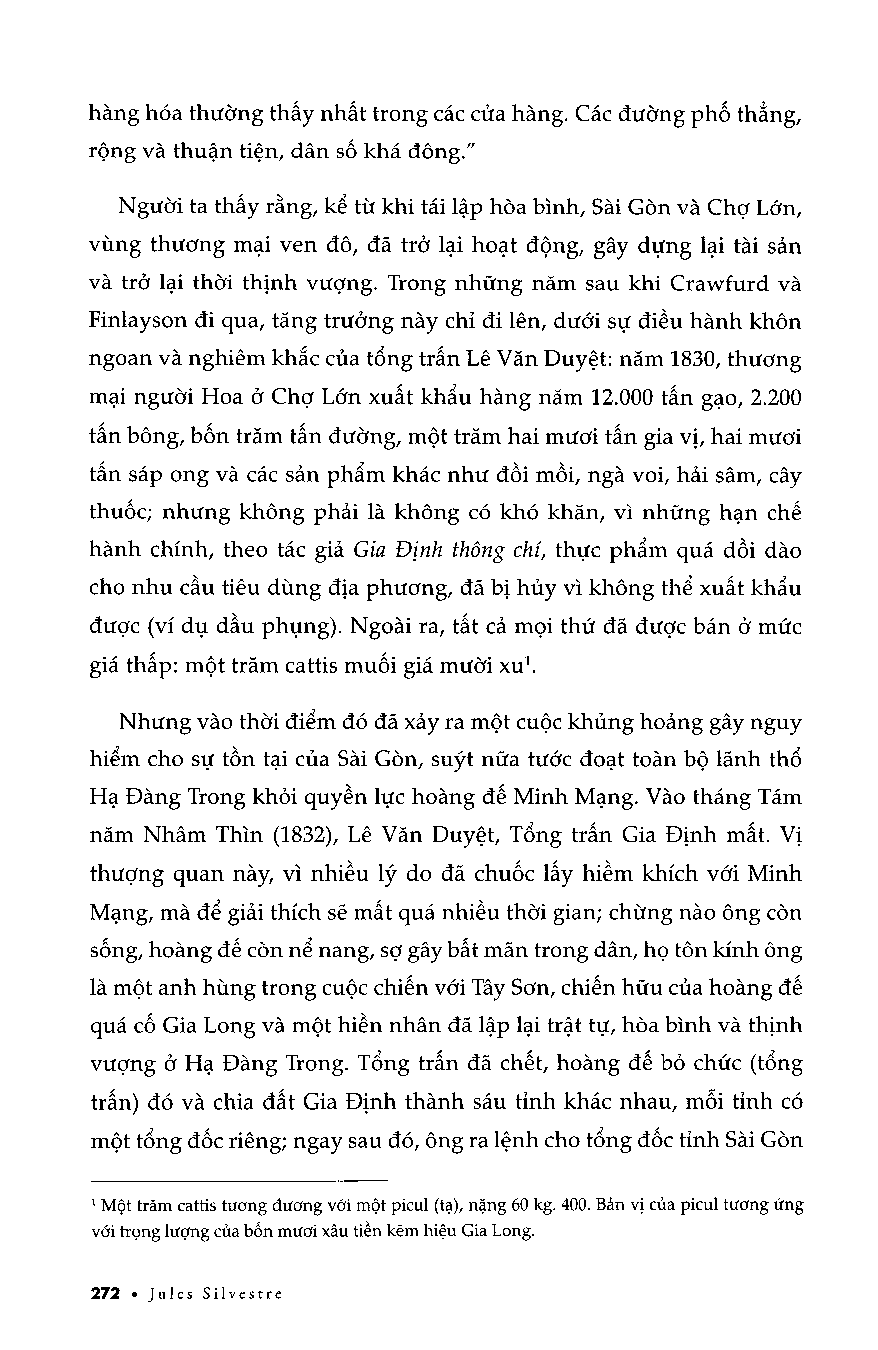 hàng hóa thường thấy nhất trong các cửa hàng. Các đường phố thẳng,
rộng và thuận tiện, dân số khá đông.”
Người ta thấy rằng, kể từ khi tái lập hòa bình, Sài Gòn và Chợ Lớn,
vùng thương mại ven đô, đã trở lại hoạt động, gây dựng lại tài sản
và trở lại thời thịnh vượng. Trong những năm sau khi Crawfurd và
Finlayson đi qua, tăng trưởng này chỉ đi lên, dưới sự điều hành khôn
ngoan và nghiêm khắc của tổng trấn Lê Văn Duyệt: năm 1830, thương
mại người Hoa ở Chợ Lớn xuất khẩu hàng năm 12.000 tấn gạo, 2.200
tấn bông, bốn trăm tấn đường, một trăm hai mươi tấn gia vị, hai mươi
tấn sáp ong và các sản phẩm khác như đồi mồi, ngà voi, hải sâm, cây
thuốc; nhưng không phải là không có khó khăn, vì những hạn chế
hành chính, theo tác giả Gia Định thông chí, thực phẩm quá dồi dào
cho nhu cầu tiêu dùng địa phương, đã bị hủy vì không thể xuất khẩu
được (ví dụ dầu phụng). Ngoài ra, tất cả mọi thứ đã được bán ở mức
giá thấp: một trăm cattis muối giá mười xu¹.
Nhưng vào thời điểm đó đã xảy ra một cuộc khủng hoảng gây nguy
hiểm cho sự tồn tại của Sài Gòn, suýt nữa tước đoạt toàn bộ lãnh thổ
Hạ Đàng Trong khỏi quyền lực hoàng đế Minh Mạng. Vào tháng Tám
năm Nhâm Thìn (1832), Lê Văn Duyệt, Tổng trấn Gia Định mất. Vị
thượng quan này, vì nhiều lý do đã chuốc lấy hiềm khích với Minh
Mạng, mà để giải thích sẽ mất quá nhiều thời gian; chừng nào ông còn
sống, hoàng đế còn nể nang, sợ gây bất mãn trong dân, họ tôn kính ông
là một anh hùng trong cuộc chiến với Tây Sơn, chiến hữu của hoàng đế
quá cố Gia Long và một hiền nhân đã lập lại trật tự, hòa bình và thịnh
vượng ở Hạ Đàng Trong. Tổng trấn đã chết, hoàng đế bỏ chức (tổng
trấn) đó và chia đất Gia Định thành sáu tỉnh khác nhau, mỗi tỉnh có
một tổng đốc riêng; ngay sau đó, ông ra lệnh cho tổng đốc tỉnh Sài Gòn
¹ Một trăm cattis tương đương với một picul (tạ), nặng 60 kg. 400. Bản vị của picul tương ứng
với trọng lượng của bốn mươi xâu tiền kẽm hiệu Gia Long.
272 • Jules Silvestre